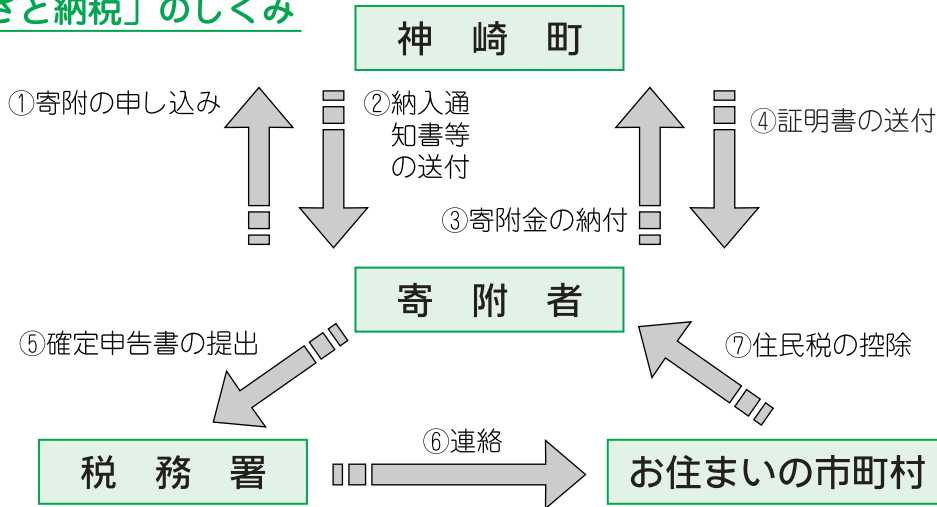 さと納税」のしくみ
神崎町
①寄附の申し込み
②納入通
知書等
の送付
③寄附金の納付
④証明書の送付
寄附者
⑤確定申告書の提出
⑦住民税の控除
⑥連絡
税務署
お住まいの市町村